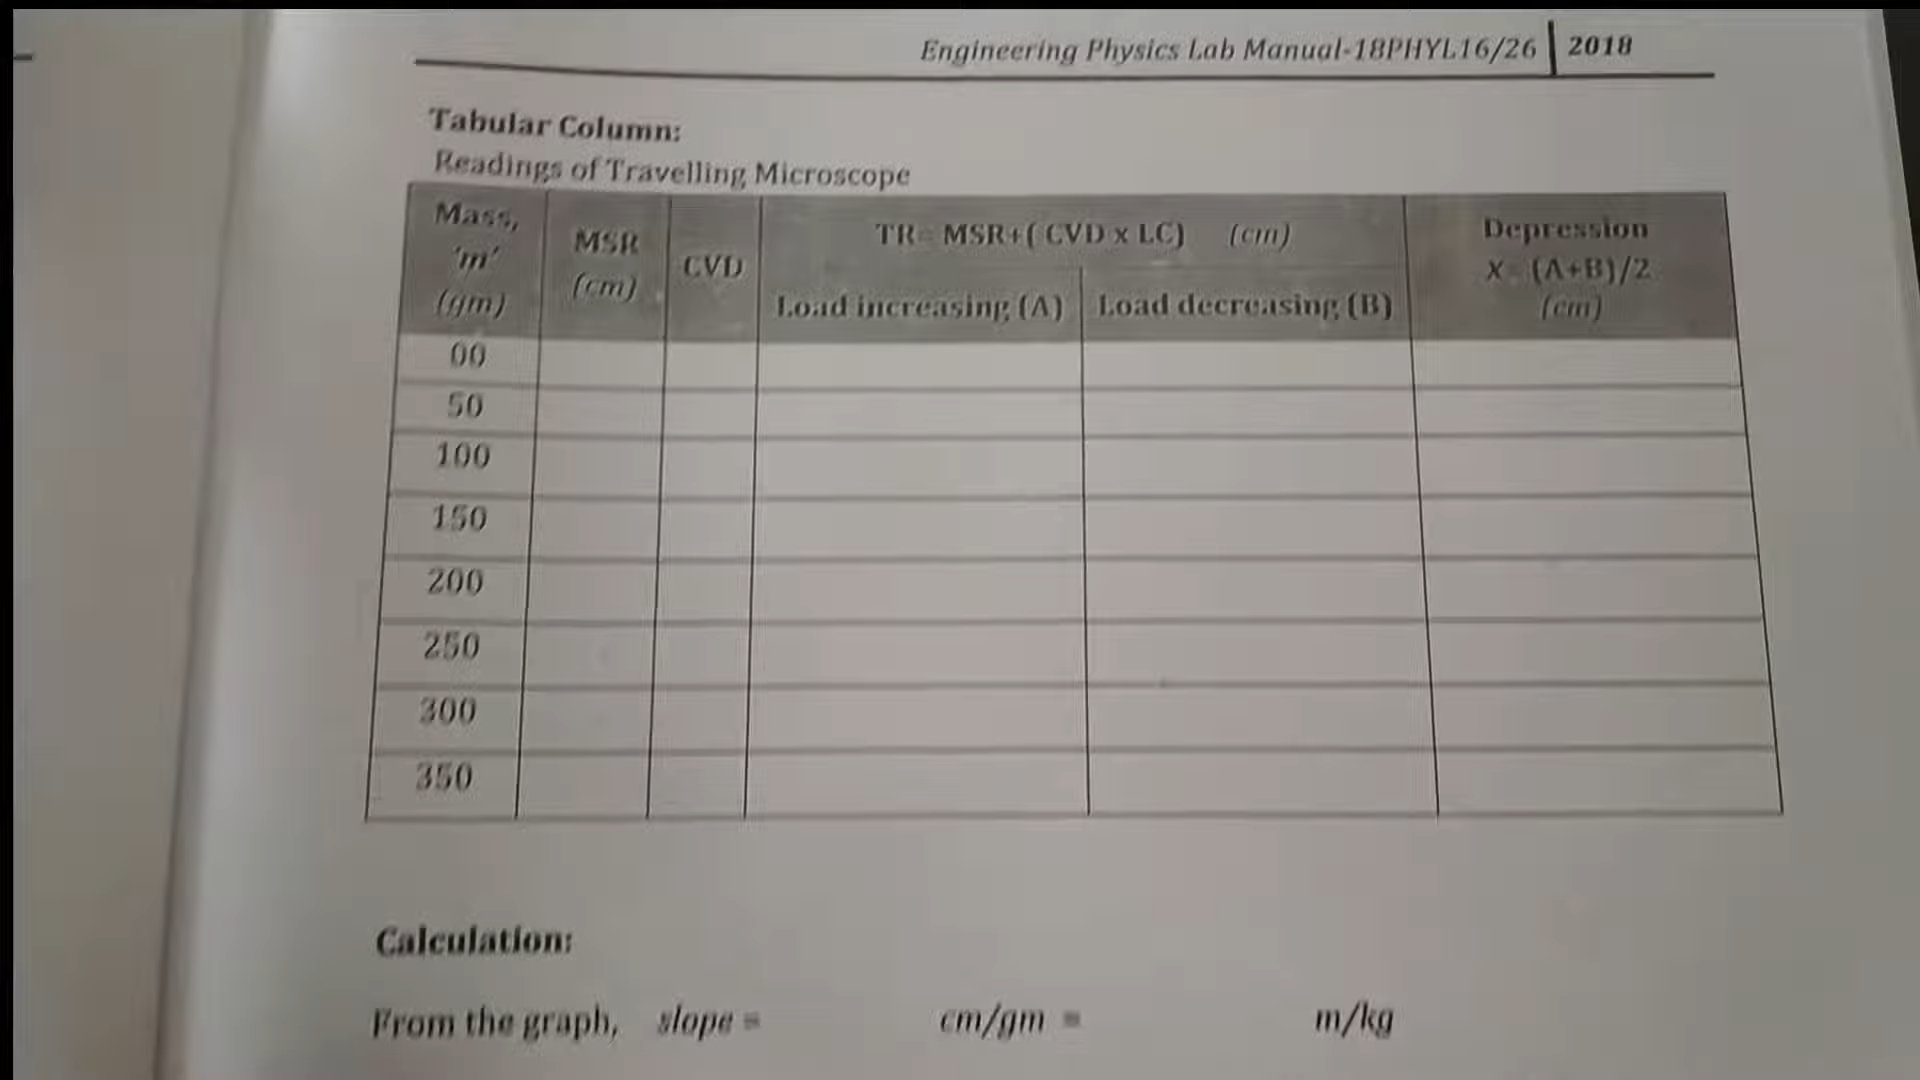 Engineering Physics Lab Manual-18PHYL16/26 2018
Tabular Column:
Readings of Travelling Microscope
Mass, 'm' (gm) MSR (cm) CVD TR= MSR+( CVD x LC) (cm) Depression X= (A+B)/2 (cm)
Load increasing (A) Load decreasing (B)
00
50
100
150
200
250
300
350
Calculation:
From the graph, slope = cm/gm = m/kg